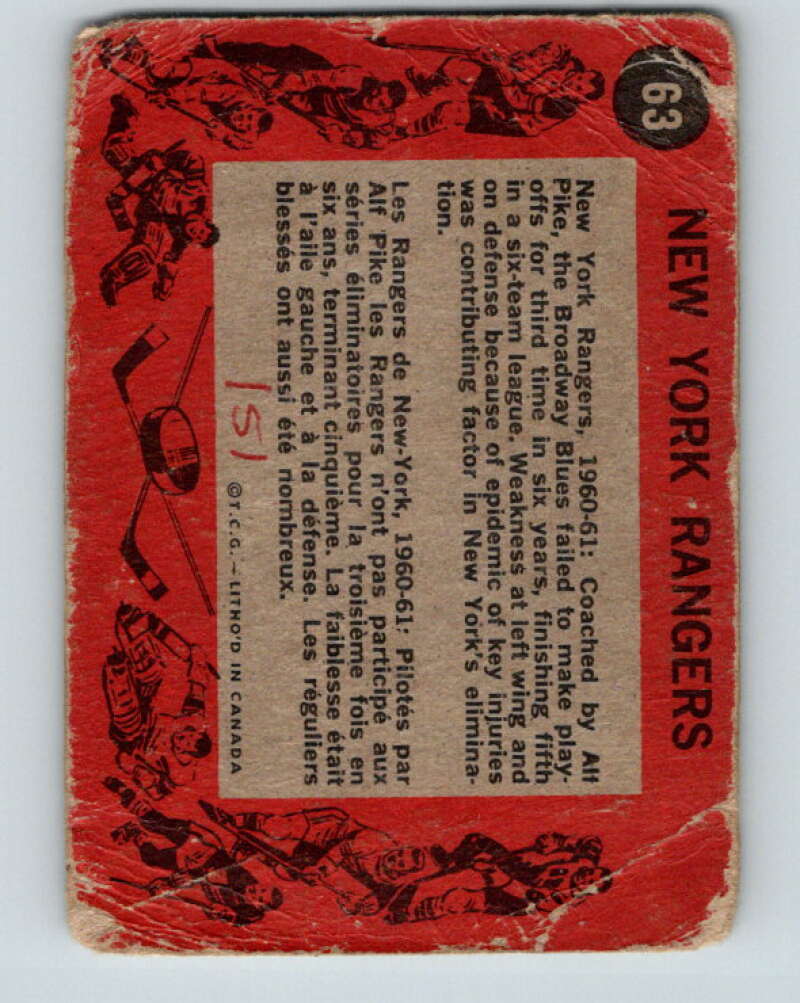 63
NEW YORK RANGERS
New York Rangers, 1960-61: Coached by Alf
Pike, the Broadway Blues failed to make play-
offs for third time in six years, finishing fifth
in a six-team league. Weakness at left wing and
on defense because of epidemic of key injuries
was contributing factor in New York's elimina-
tion.
Les Rangers de New-York, 1960-61: Pilotés par
Alf Pike les Rangers n'ont pas participé aux
séries éliminatoires pour la troisième fois en
six ans, terminant cinquième. La faiblesse était
à l'aile gauche et à la défense. Les réguliers
blessés ont aussi été nombreux.
151
©T.C.G.—LITHO'D IN CANADA